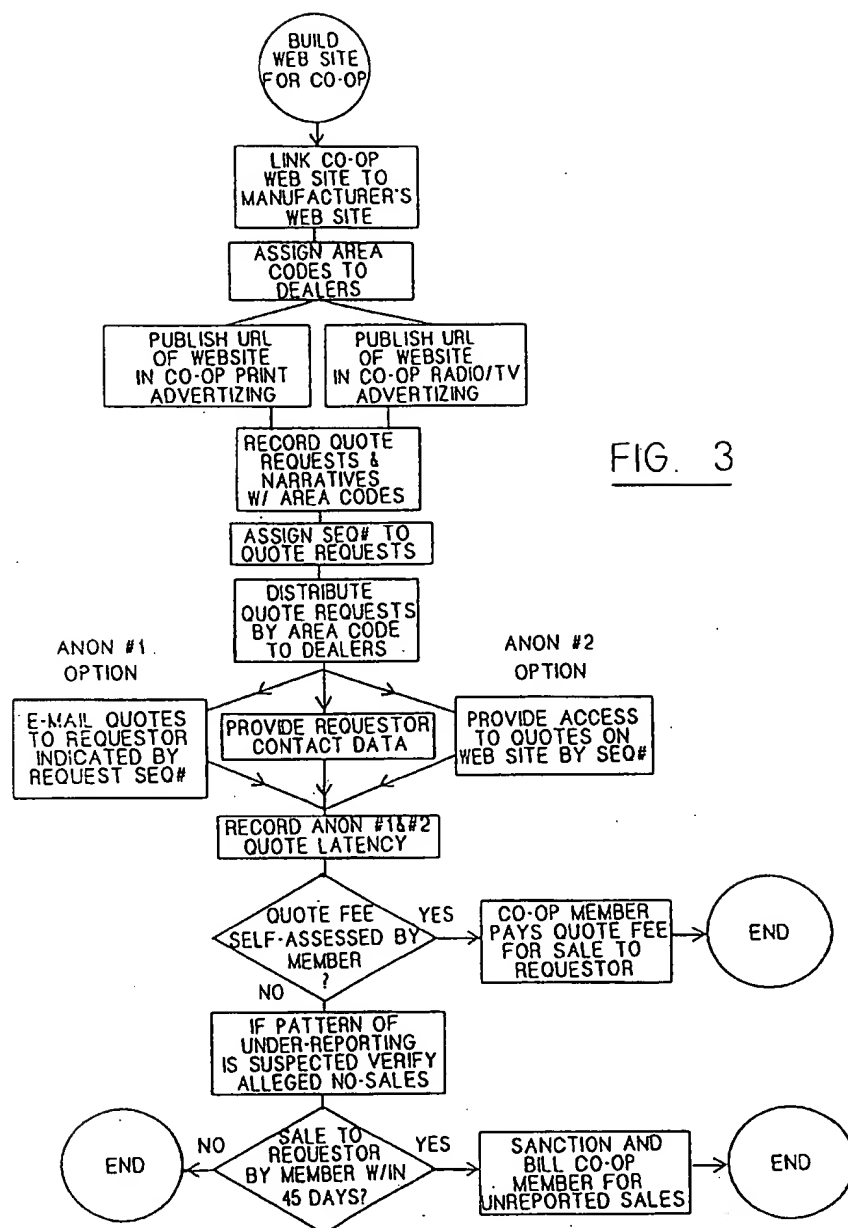 BUILD
WEB SITE
FOR CO-OP
LINK CO-OP
WEB SITE TO
MANUFACTURER'S
WEB SITE
ASSIGN AREA
CODES TO
DEALERS
PUBLISH URL
OF WEBSITE
IN CO-OP PRINT
ADVERTIZING
PUBLISH URL
OF WEBSITE
IN CO-OP RADIO/TV
ADVERTIZING
RECORD QUOTE
REQUESTS &
NARRATIVES
W/ AREA CODES
FIG. 3
ASSIGN SEQ# TO
QUOTE REQUESTS
DISTRIBUTE
QUOTE REQUESTS
BY AREA CODE
TO DEALERS
ANON #1
OPTION
ANON #2
OPTION
E-MAIL QUOTES
TO REQUESTOR
INDICATED BY
REQUEST SEQ#
PROVIDE REQUESTOR
CONTACT DATA
PROVIDE ACCESS
TO QUOTES ON
WEB SITE BY SEQ#
RECORD ANON #1&#2
QUOTE LATENCY
QUOTE FEE
SELF-ASSESSED BY
MEMBER
?
YES
CO-OP MEMBER
PAYS QUOTE FEE
FOR SALE TO
REQUESTOR
END
NO
IF PATTERN OF
UNDER-REPORTING
IS SUSPECTED VERIFY
ALLEGED NO-SALES
END
NO
SALE TO
REQUESTOR
BY MEMBER W/IN
45 DAYS?
YES
SANCTION AND
BILL CO-OP
MEMBER FOR
UNREPORTED SALES
END